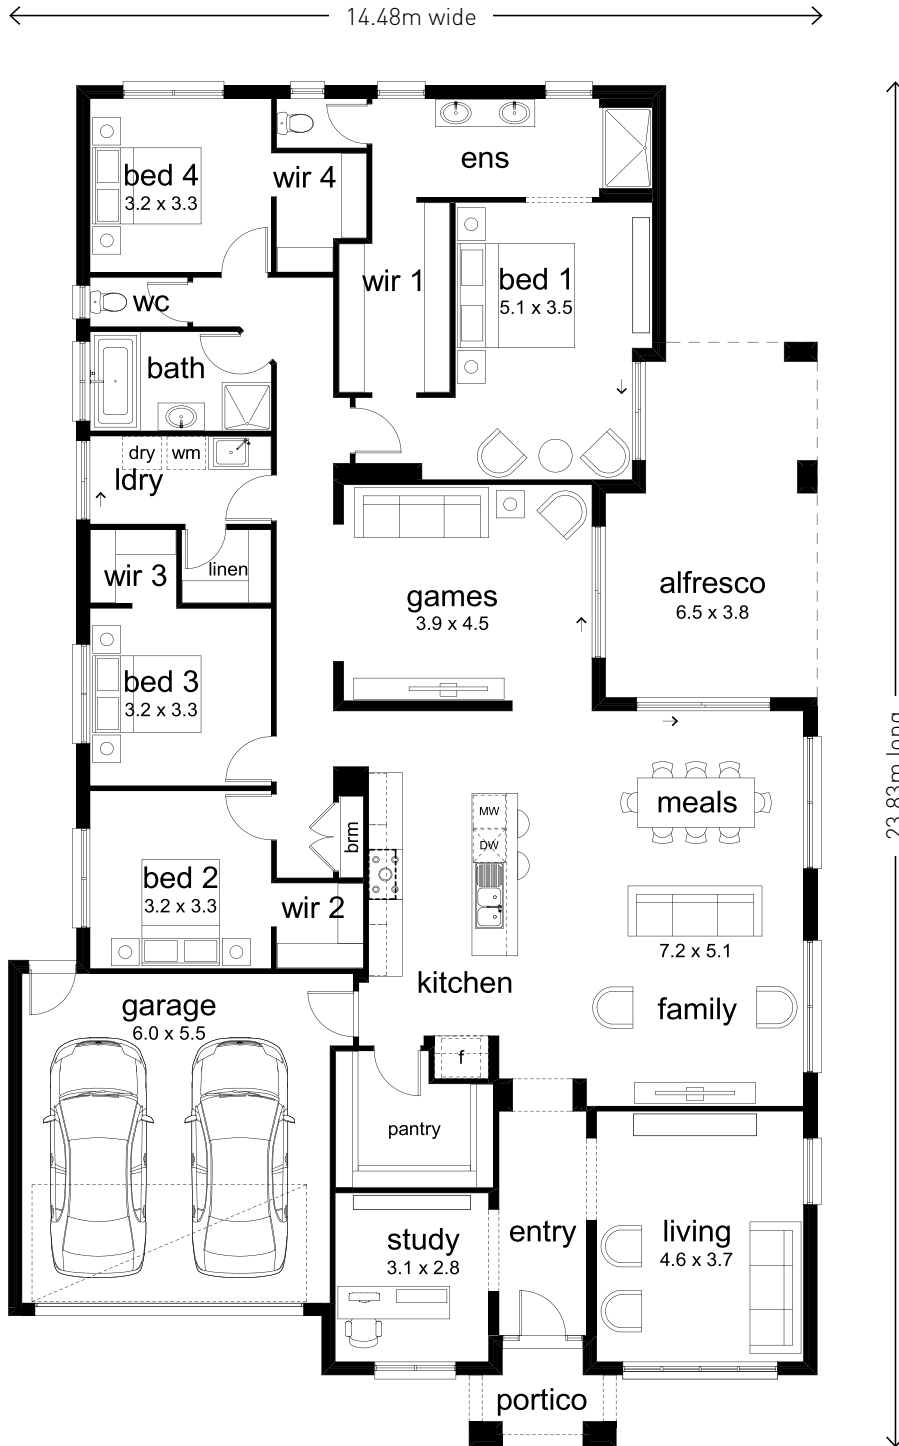 14.48m wide
bed 4
3.2 x 3.3
wir 4
ens
wir 1
bed 1
5.1 x 3.5
wc
bath
dry
wm
ldry
wir 3
linen
games
3.9 x 4.5
alfresco
6.5 x 3.8
bed 3
3.2 x 3.3
23.83m long
meals
MW
DW
brm
bed 2
3.2 x 3.3
wir 2
7.2 x 5.1
kitchen
family
garage
6.0 x 5.5
f
pantry
study
3.1 x 2.8
entry
living
4.6 x 3.7
portico